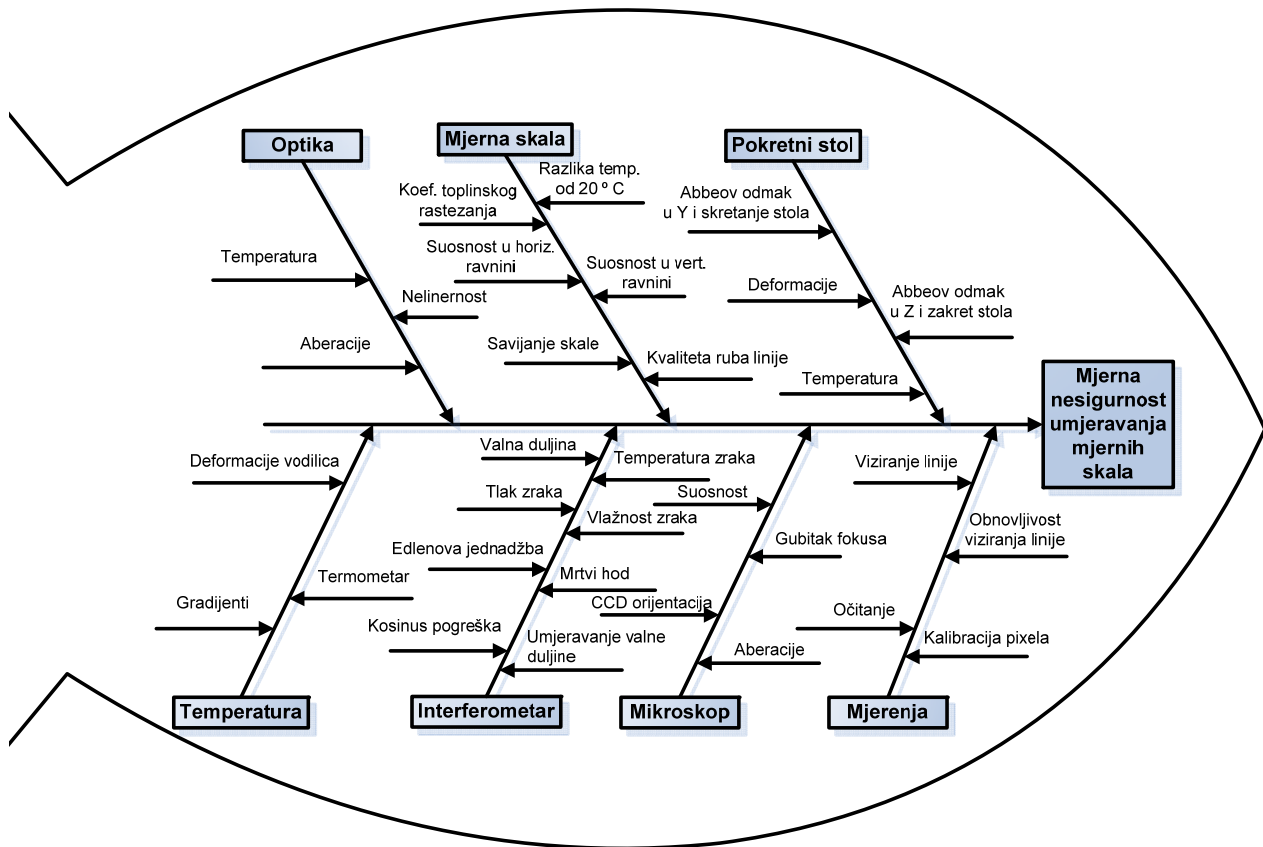 Optika
Mjerna skala
Pokretni stol
Razlika temp.
od 20 º C
Koef. toplinskog
rastezanja
Abbeov odmak
u Y i skretanje stola
Temperatura
Suosnost u horiz.
ravnini
Suosnost u vert.
ravnini
Deformacije
Nelinernost
Abbeov odmak
u Z i zakret stola
Aberacije
Savijanje skale
Kvaliteta ruba linije
Temperatura
Mjerna
nesigurnost
umjeravanja
mjernih
skala
Deformacije vodilica
Valna duljina
Temperatura zraka
Viziranje linije
Tlak zraka
Suosnost
Vlažnost zraka
Obnovljivost
viziranja linije
Gubitak fokusa
Edlenova jednadžba
Mrtvi hod
Termometar
Gradijenti
CCD orijentacija
Očitanje
Kosinus pogreška
Umjeravanje valne
duljine
Aberacije
Kalibracija pixela
Temperatura
Interferometar
Mikroskop
Mjerenja